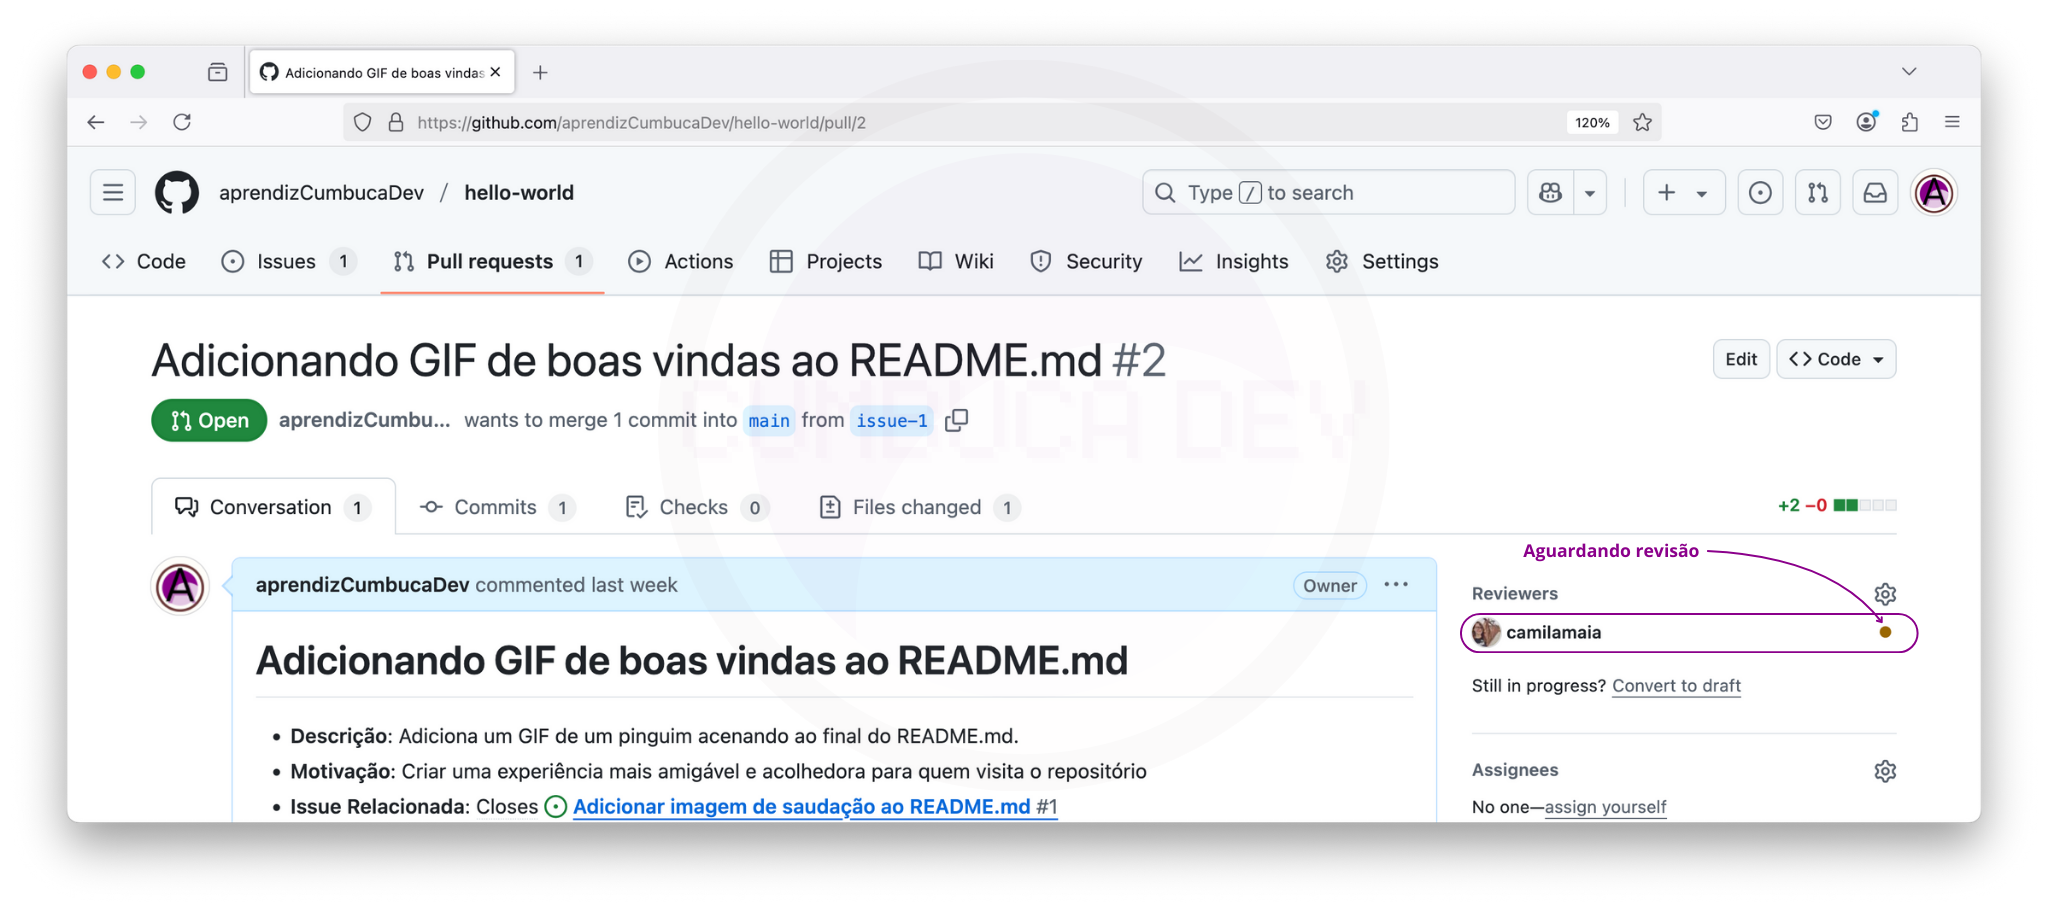 Adicionando GIF de boas vindas
https://github.com/aprendizCumbucaDev/hello-world/pull/2
120%
aprendizCumbucaDev / hello-world
Type / to search
Code
Issues 1
Pull requests 1
Actions
Projects
Wiki
Security
Insights
Settings
Adicionando GIF de boas vindas ao README.md #2
Edit
Code
Open
aprendizCumbu... wants to merge 1 commit into main from issue-1
CUMBUCA DEV
Conversation 1
Commits 1
Checks 0
Files changed 1
+2 −0
Aguardando revisão
aprendizCumbucaDev commented last week
Owner
Reviewers
camilamaia
Still in progress? Convert to draft
Assignees
No one—assign yourself
Adicionando GIF de boas vindas ao README.md
Descrição: Adiciona um GIF de um pinguim acenando ao final do README.md.
Motivação: Criar uma experiência mais amigável e acolhedora para quem visita o repositório
Issue Relacionada: Closes Adicionar imagem de saudação ao README.md #1